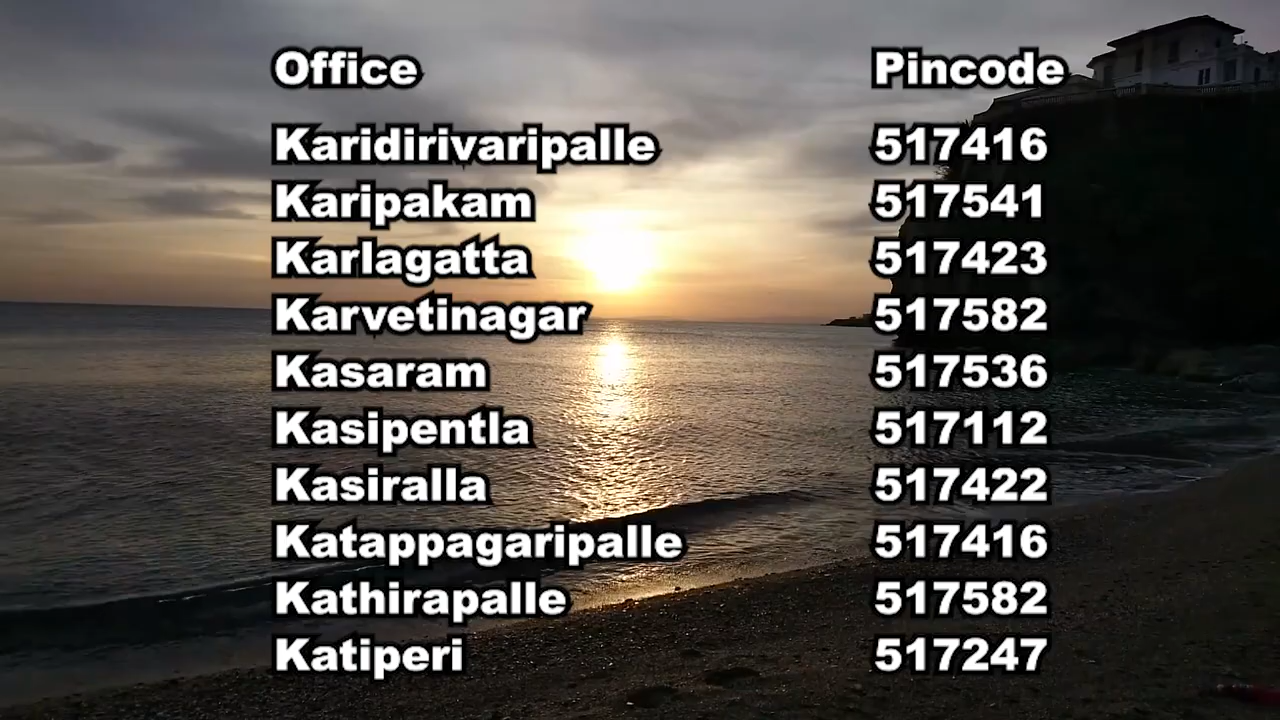 Office Pincode
Karidirivaripalle 517416
Karipakam 517541
Karlagatta 517423
Karvetinagar 517582
Kasaram 517536
Kasipentla 517112
Kasiralla 517422
Katappagaripalle 517416
Kathirapalle 517582
Katiperi 517247